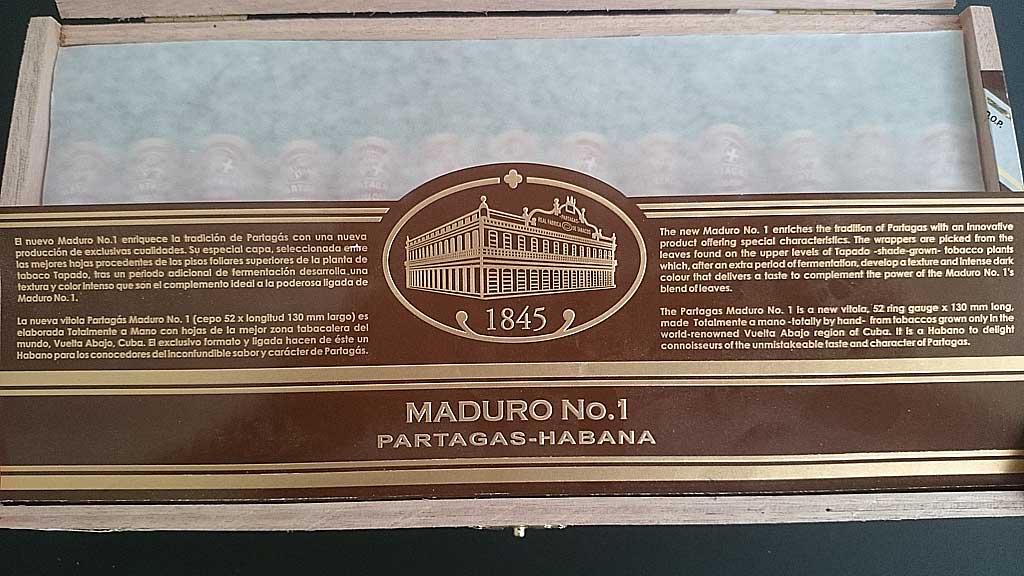 El nuevo Maduro No.1 enriquece la tradición de Partagás con una nueva
producción de exclusivas cualidades. Su especial capa, seleccionada entre
las mejores hojas procedentes de los pisos foliares superiores de la planta de
tabaco Tapado, tras un periodo adicional de fermentación desarrolla una
textura y color intenso que son el complemento ideal a la poderosa ligada de
Maduro No. 1.
La nueva vitola Partagás Maduro No. 1 (cepo 52 x longitud 130 mm largo) es
elaborada Totalmente a Mano con hojas de la mejor zona tabacalera del
mundo, Vuelta Abajo, Cuba. El exclusivo formato y ligada hacen de éste un
Habano para los conocedores del inconfundible sabor y carácter de Partagás.
REAL FABRICA
PARTAGAS
DE TABACOS
1845
The new Maduro No. 1 enriches the tradition of Partagas with an innovative
product offering special characteristics. The wrappers are picked from the
leaves found on the upper levels of Tapado -shade-grown- tobacco plants
which, after an extra period of fermentation, develop a texture and intense dark
colour that delivers a taste to complement the power of the Maduro No. 1's
blend of leaves.
The Partagas Maduro No. 1 is a new vitola, 52 ring gauge x 130 mm long,
made Totalmente a mano -totally by hand- from tobaccos grown only in the
world-renowned Vuelta Abajo region of Cuba. It is a Habano to delight
connoisseurs of the unmistakeable taste and character of Partagas.
MADURO No.1
PARTAGAS-HABANA
.O.P.